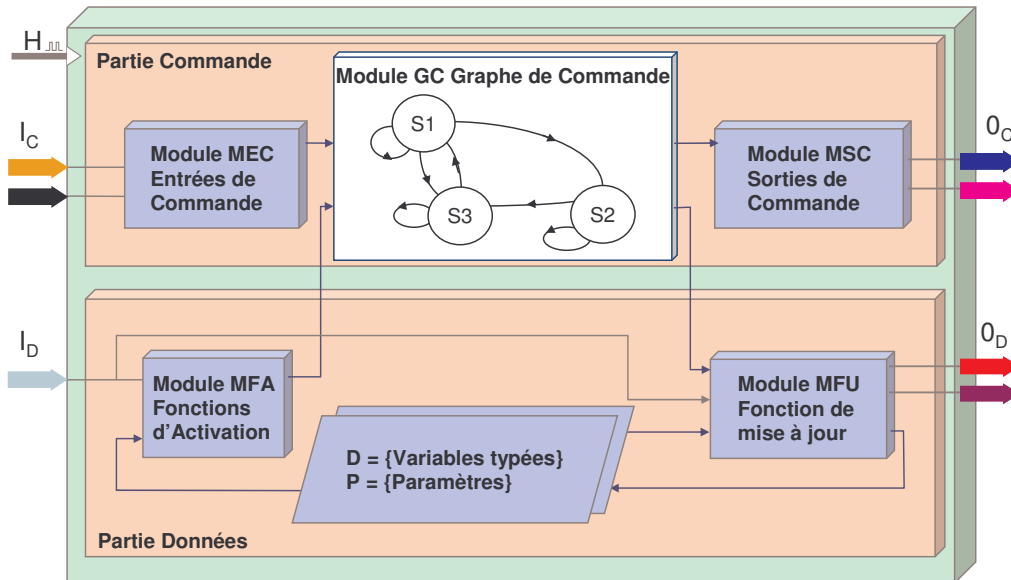 H
Partie Commande
Module GC Graphe de Commande
I_C
Module MEC
Entrées de
Commande
S1
S3
S2
Module MSC
Sorties de
Commande
0_C
I_D
Module MFA
Fonctions
d’Activation
D = {Variables typées}
P = {Paramètres}
Module MFU
Fonction de
mise à jour
0_D
Partie Données